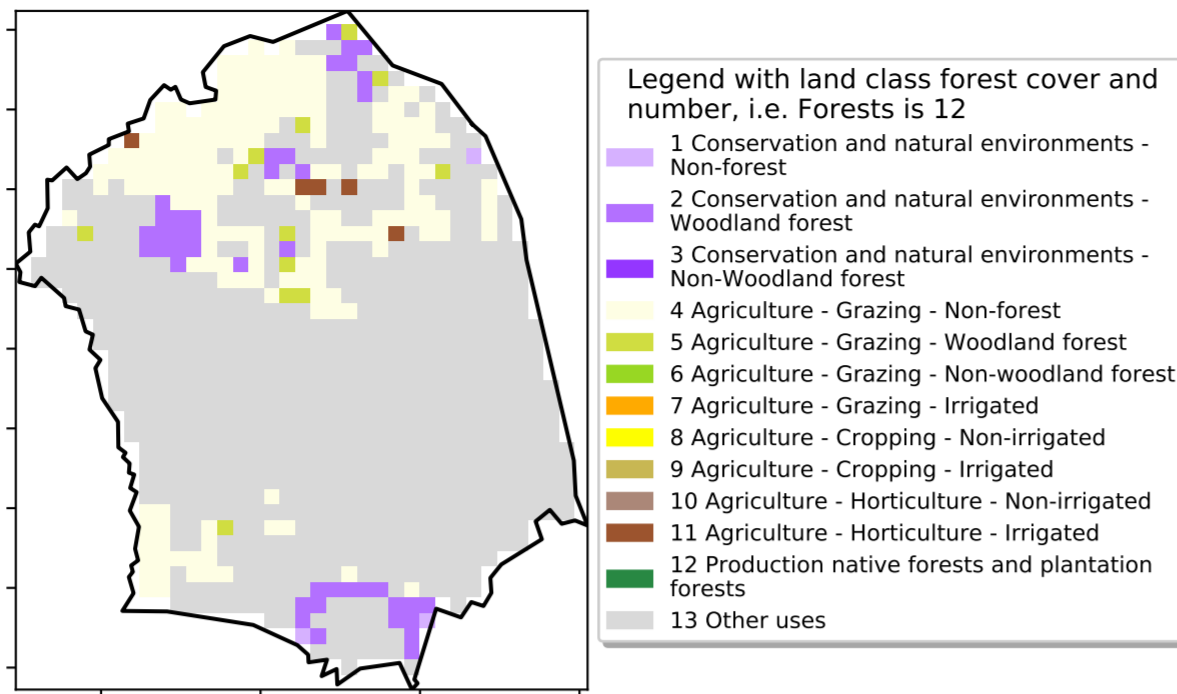 Legend with land class forest cover and
number, i.e. Forests is 12
1 Conservation and natural environments -
Non-forest
2 Conservation and natural environments -
Woodland forest
3 Conservation and natural environments -
Non-Woodland forest
4 Agriculture - Grazing - Non-forest
5 Agriculture - Grazing - Woodland forest
6 Agriculture - Grazing - Non-woodland forest
7 Agriculture - Grazing - Irrigated
8 Agriculture - Cropping - Non-irrigated
9 Agriculture - Cropping - Irrigated
10 Agriculture - Horticulture - Non-irrigated
11 Agriculture - Horticulture - Irrigated
12 Production native forests and plantation
forests
13 Other uses